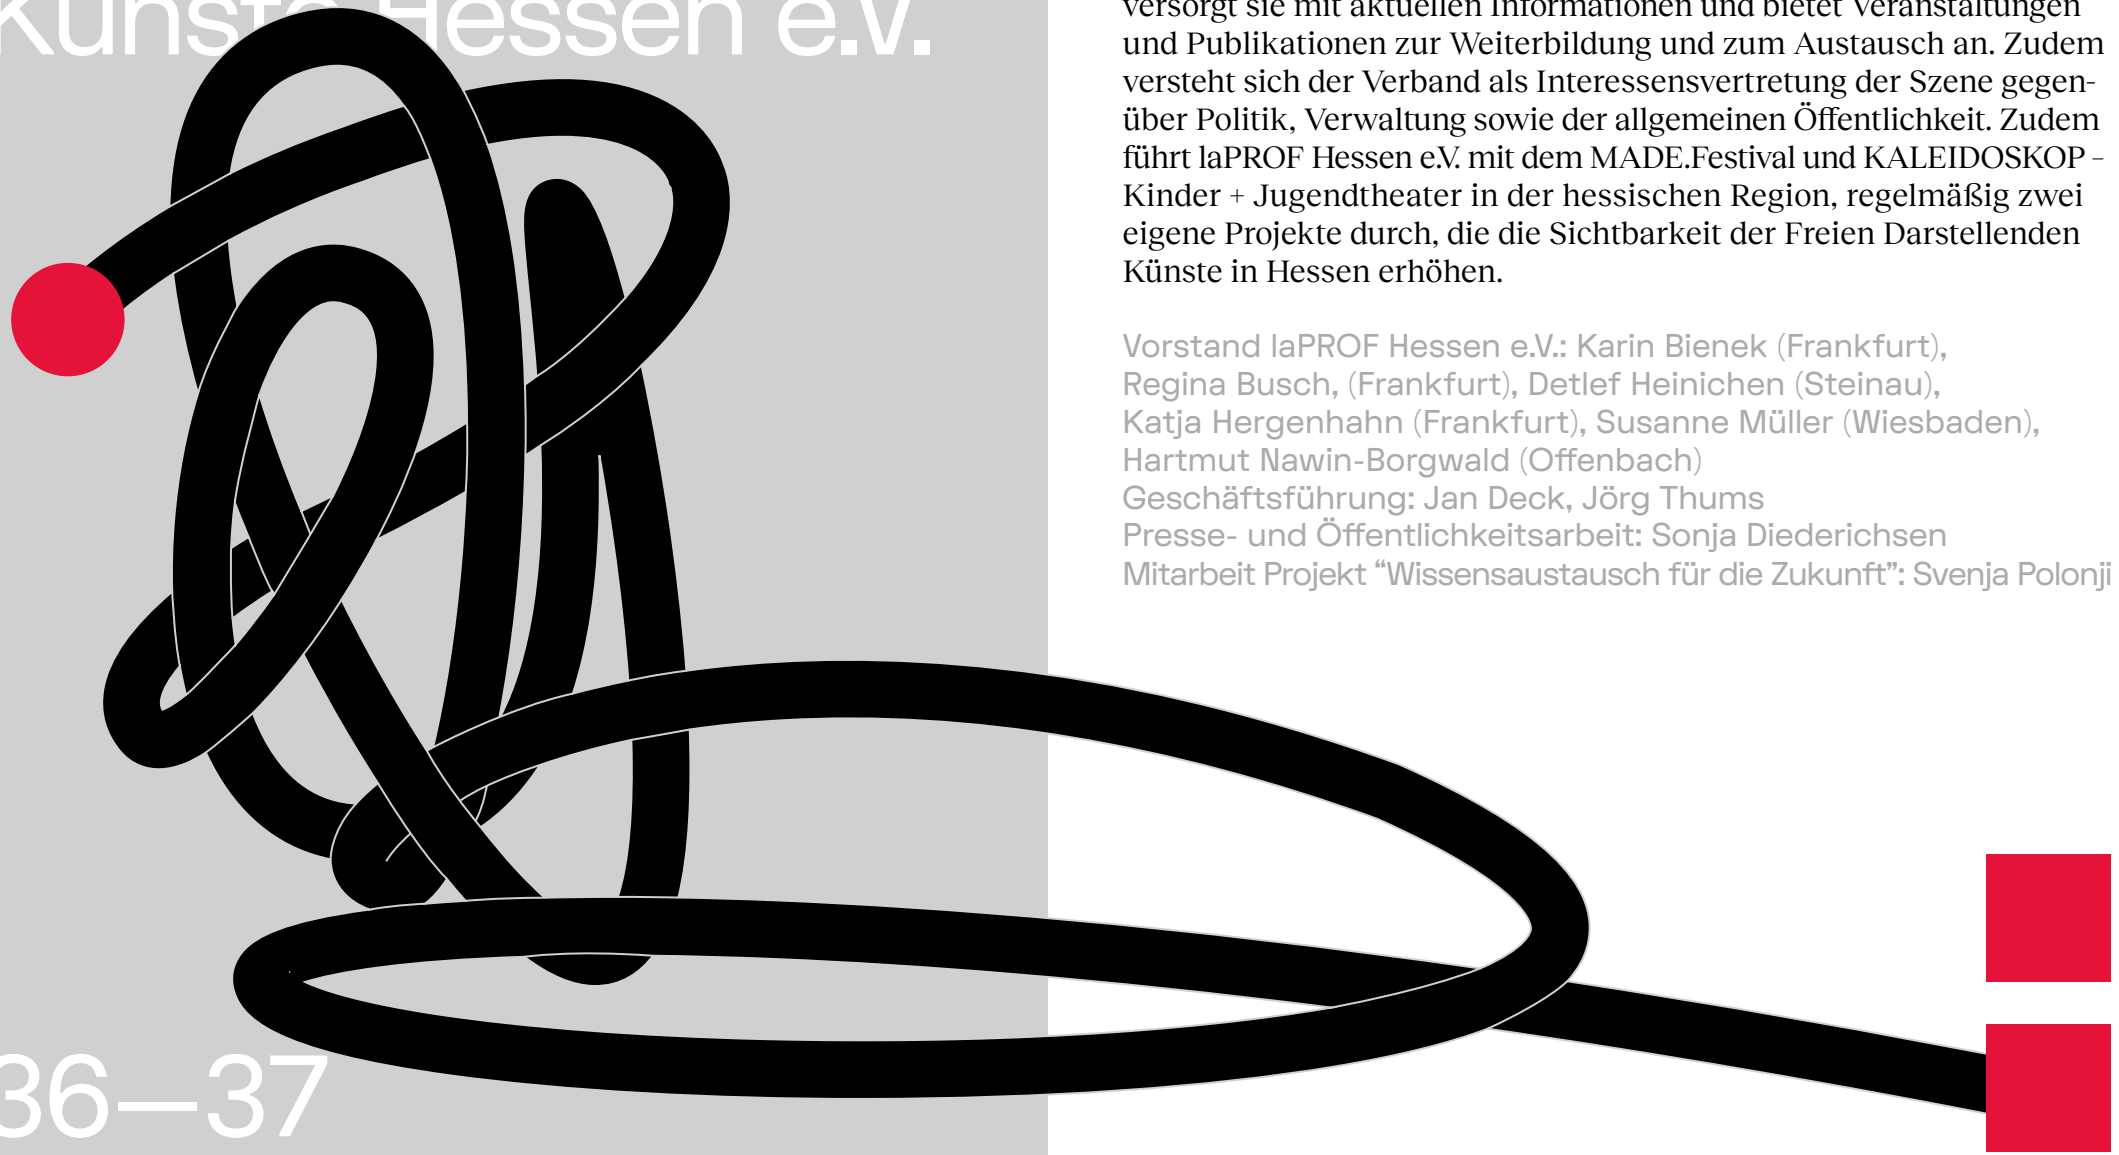 Künste Hessen e.V.
versorgt sie mit aktuellen Informationen und bietet Veranstaltungen
und Publikationen zur Weiterbildung und zum Austausch an. Zudem
versteht sich der Verband als Interessensvertretung der Szene gegen-
über Politik, Verwaltung sowie der allgemeinen Öffentlichkeit. Zudem
führt laPROF Hessen e.V. mit dem MADE.Festival und KALEIDOSKOP –
Kinder + Jugendtheater in der hessischen Region, regelmäßig zwei
eigene Projekte durch, die die Sichtbarkeit der Freien Darstellenden
Künste in Hessen erhöhen.
Vorstand laPROF Hessen e.V.: Karin Bienek (Frankfurt),
Regina Busch, (Frankfurt), Detlef Heinichen (Steinau),
Katja Hergenhahn (Frankfurt), Susanne Müller (Wiesbaden),
Hartmut Nawin-Borgwald (Offenbach)
Geschäftsführung: Jan Deck, Jörg Thums
Presse- und Öffentlichkeitsarbeit: Sonja Diederichsen
Mitarbeit Projekt “Wissensaustausch für die Zukunft”: Svenja Polonji
36—37